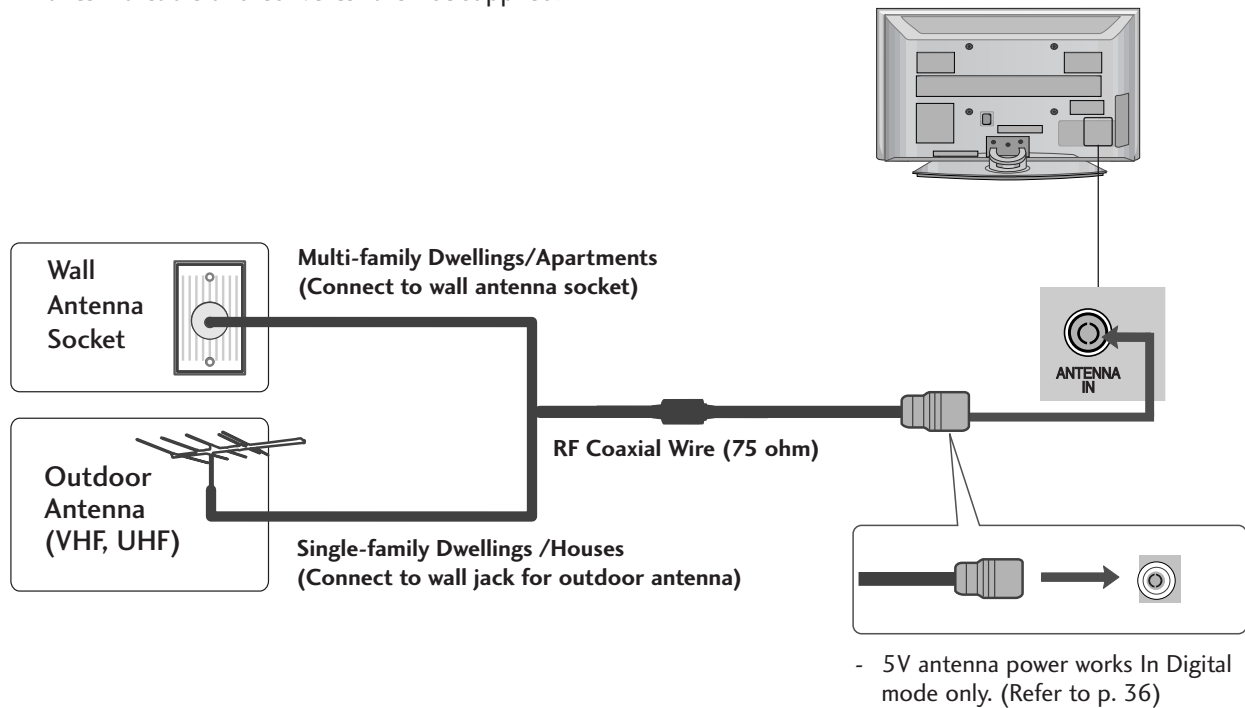 Wall
Antenna
Socket
Multi-family Dwellings/Apartments
(Connect to wall antenna socket)
ANTENNA
IN
RF Coaxial Wire (75 ohm)
Outdoor
Antenna
(VHF, UHF)
Single-family Dwellings /Houses
(Connect to wall jack for outdoor antenna)
- 5V antenna power works In Digital
mode only. (Refer to p. 36)